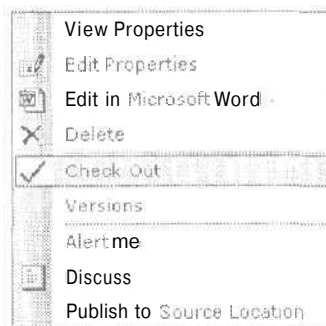 View Properties
Edit Properties
Edit in Microsoft Word
Delete
Check Out
Versions
Alert me
Discuss
Publish to Source Location